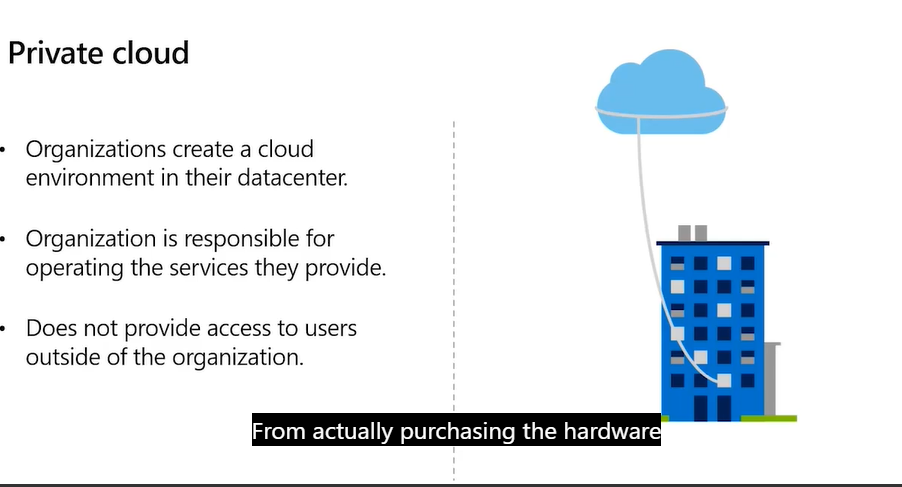 Private cloud
• Organizations create a cloud
environment in their datacenter.
• Organization is responsible for
operating the services they provide.
• Does not provide access to users
outside of the organization.
From actually purchasing the hardware